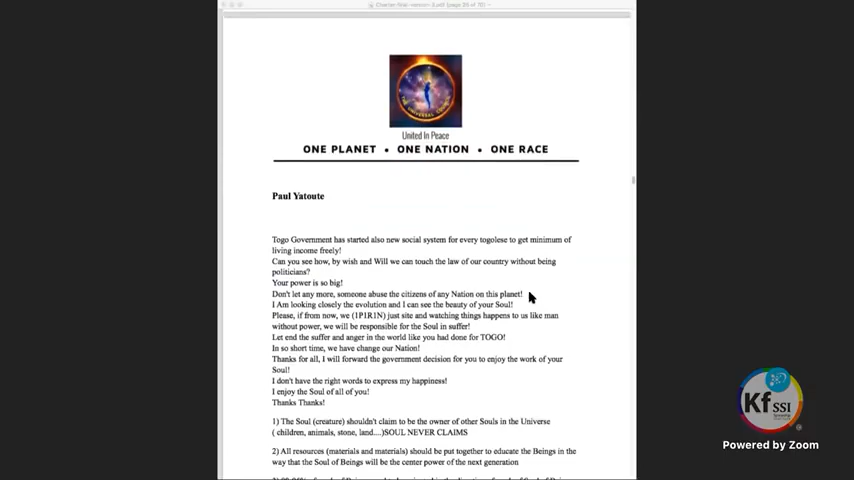 THE UNIVERSAL COUNCIL
United In Peace
ONE PLANET • ONE NATION • ONE RACE
Paul Yatoute
Togo Government has started also new social system for every togolese to get minimum of
living income freely!
Can you see how, by wish and Will we can touch the law of our country without being
politicians?
Your power is so big!
Don't let any more, someone abuse the citizens of any Nation on this planet!
I Am looking closely the evolution and I can see the beauty of your Soul!
Please, if from now, we (1P1R1N) just site and watching things happens to us like man
without power, we will be responsible for the Soul in suffer!
Let end the suffer and anger in the world like you had done for TOGO!
In so short time, we have change our Nation!
Thanks for all, I will forward the government decision for you to enjoy the work of your
Soul!
I don't have the right words to express my happiness!
I enjoy the Soul of all of you!
Thanks Thanks!
1) The Soul (creature) shouldn't claim to be the owner of other Souls in the Universe
( children, animals, stone, land....)SOUL NEVER CLAIMS
2) All resources (materials and materials) should be put together to educate the Beings in the
way that the Soul of Beings will be the center power of the next generation
Kf SSI
Powered by Zoom